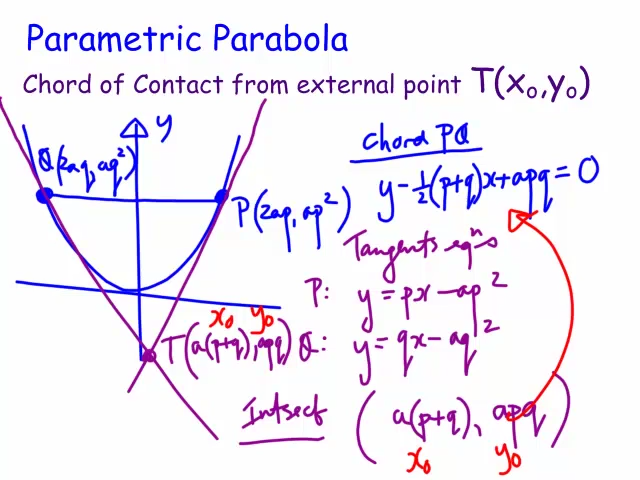 Parametric Parabola
Chord of Contact from external point T(x₀,y₀)
y
Q(2aq, aq²)
P(2ap, ap²)
Chord PQ
y - ½(p+q)x + apq = 0
Tangents eqⁿs
P: y = px - ap²
x₀ y₀
T(a(p+q), apq)
Q: y = qx - aq²
Intsect (a(p+q), apq)
x₀ y₀